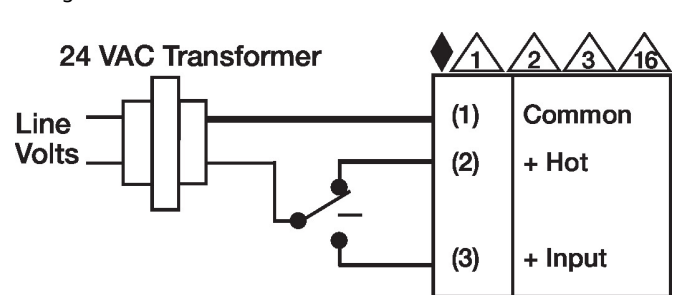 24 VAC Transformer
1 2 3 16
Line
Volts
(1) Common
(2) + Hot
(3) + Input